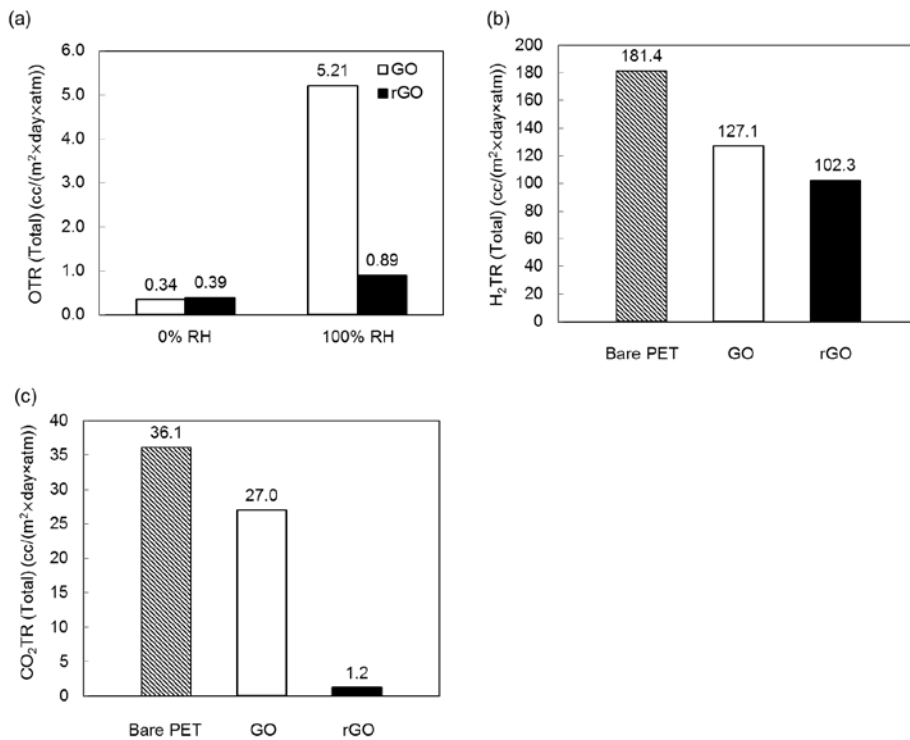 (a)
OTR (Total) (cc/(m²×day×atm))
6.0
5.0
4.0
3.0
2.0
1.0
0.0
5.21
GO
rGO
0.34
0.39
0.89
0% RH
100% RH
(b)
H₂TR (Total) (cc/(m²×day×atm))
200
180
160
140
120
100
80
60
40
20
0
181.4
127.1
102.3
Bare PET
GO
rGO
(c)
CO₂TR (Total) (cc/(m²×day×atm))
40
35
30
25
20
15
10
5
0
36.1
27.0
1.2
Bare PET
GO
rGO